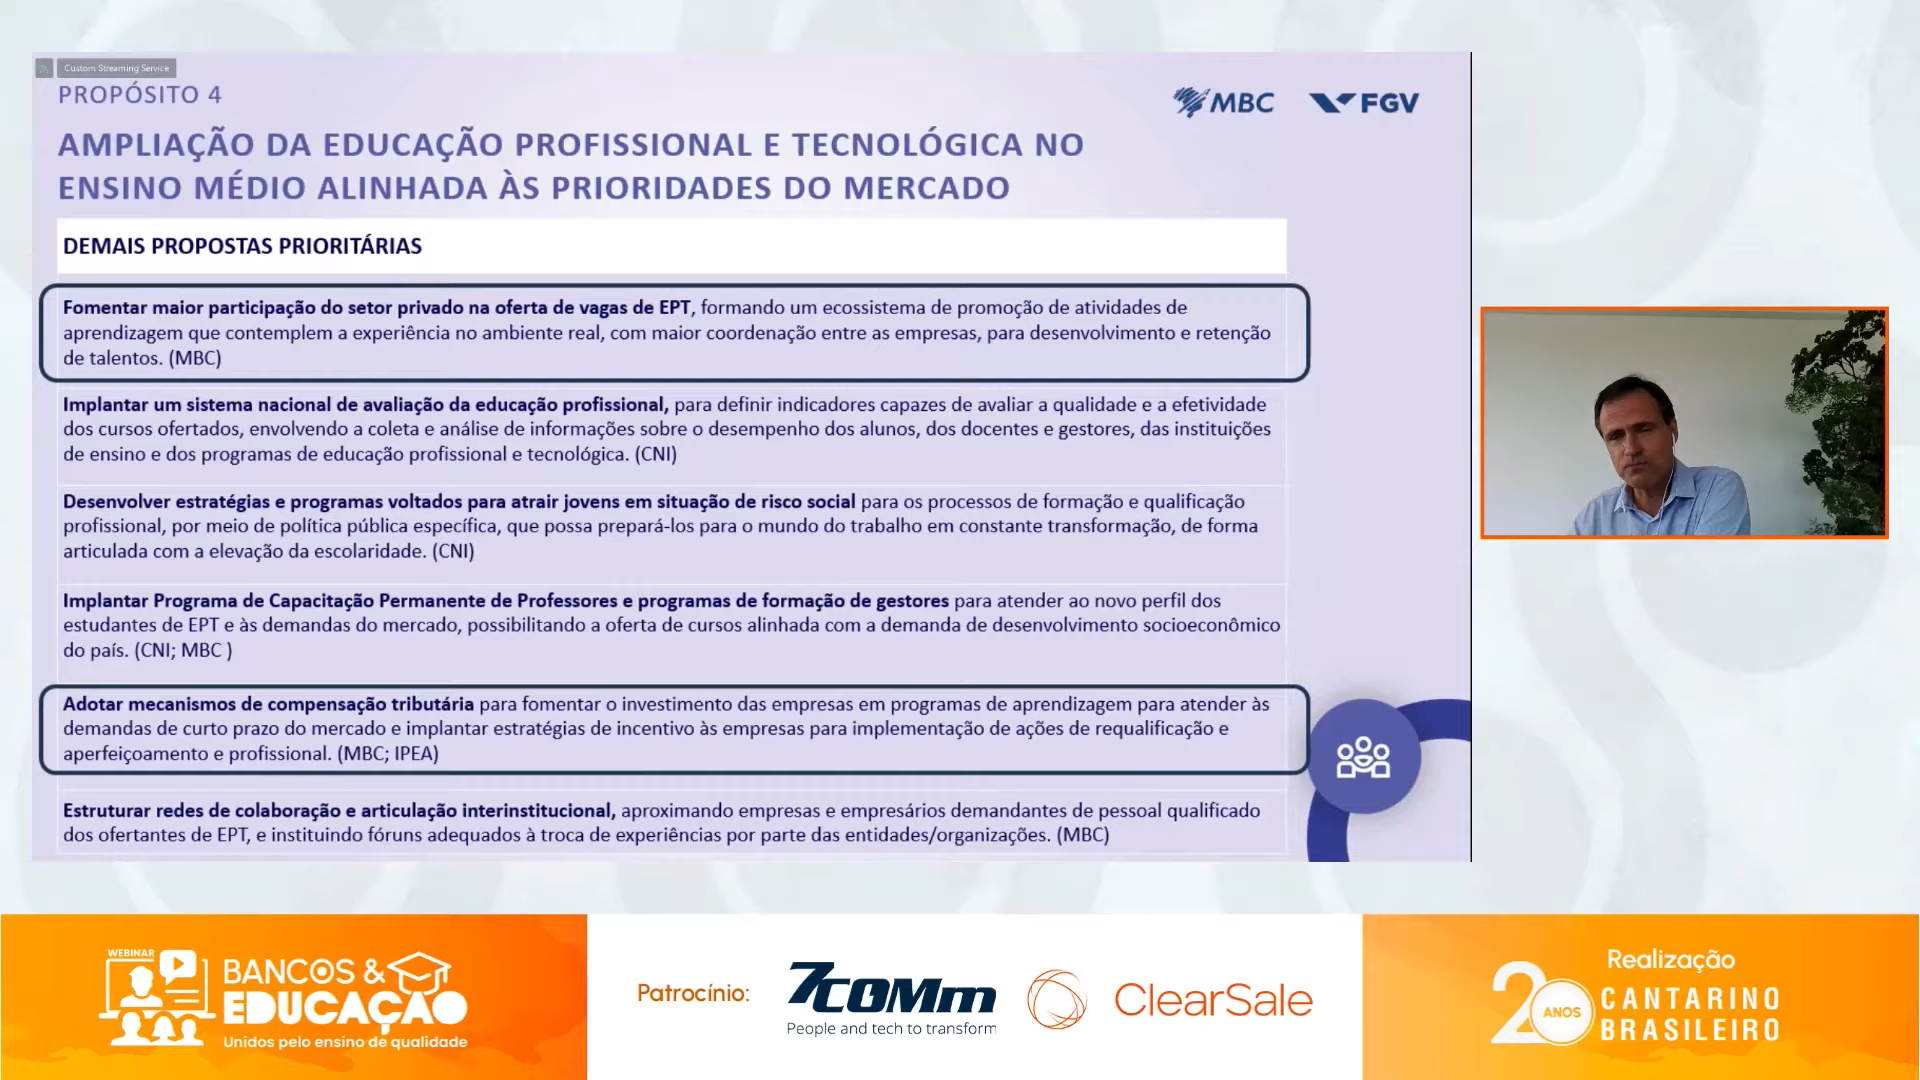 Custom Streaming Service
PROPÓSITO 4
MBC
FGV
AMPLIAÇÃO DA EDUCAÇÃO PROFISSIONAL E TECNOLÓGICA NO
ENSINO MÉDIO ALINHADA ÀS PRIORIDADES DO MERCADO
DEMAIS PROPOSTAS PRIORITÁRIAS
Fomentar maior participação do setor privado na oferta de vagas de EPT, formando um ecossistema de promoção de atividades de
aprendizagem que contemplem a experiência no ambiente real, com maior coordenação entre as empresas, para desenvolvimento e retenção
de talentos. (MBC)
Implantar um sistema nacional de avaliação da educação profissional, para definir indicadores capazes de avaliar a qualidade e a efetividade
dos cursos ofertados, envolvendo a coleta e análise de informações sobre o desempenho dos alunos, dos docentes e gestores, das instituições
de ensino e dos programas de educação profissional e tecnológica. (CNI)
Desenvolver estratégias e programas voltados para atrair jovens em situação de risco social para os processos de formação e qualificação
profissional, por meio de política pública específica, que possa prepará-los para o mundo do trabalho em constante transformação, de forma
articulada com a elevação da escolaridade. (CNI)
Implantar Programa de Capacitação Permanente de Professores e programas de formação de gestores para atender ao novo perfil dos
estudantes de EPT e às demandas do mercado, possibilitando a oferta de cursos alinhada com a demanda de desenvolvimento socioeconômico
do país. (CNI; MBC )
Adotar mecanismos de compensação tributária para fomentar o investimento das empresas em programas de aprendizagem para atender às
demandas de curto prazo do mercado e implantar estratégias de incentivo às empresas para implementação de ações de requalificação e
aperfeiçoamento e profissional. (MBC; IPEA)
Estruturar redes de colaboração e articulação interinstitucional, aproximando empresas e empresários demandantes de pessoal qualificado
dos ofertantes de EPT, e instituindo fóruns adequados à troca de experiências por parte das entidades/organizações. (MBC)
WEBINAR
BANCOS &
EDUCAÇÃO
Unidos pelo ensino de qualidade
Patrocínio:
7COMm
People and tech to transform
ClearSale
Realização
20 ANOS
CANTARINO
BRASILEIRO